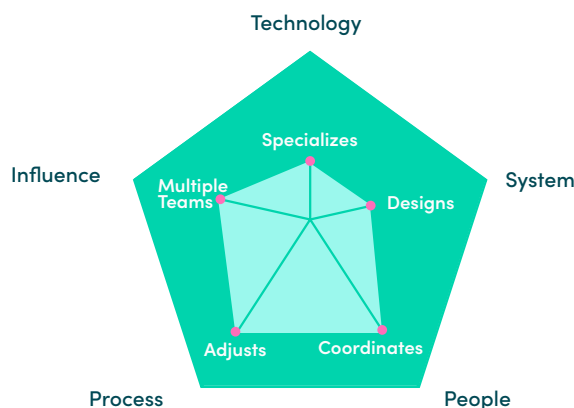 Technology
Specializes
Influence
System
Multiple
Teams
Designs
Adjusts
Coordinates
Process
People